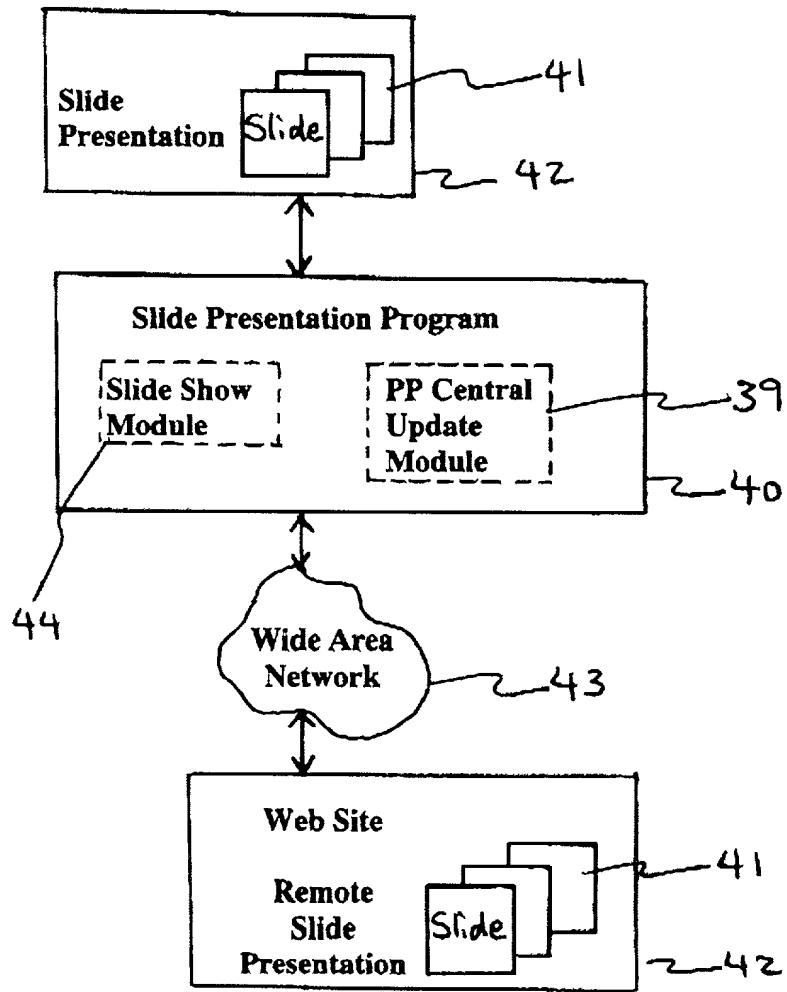 Slide
Presentation
Slide
41
42
Slide Presentation Program
Slide Show
Module
PP Central
Update
Module
39
40
44
Wide Area
Network
43
Web Site
Remote
Slide
Presentation
Slide
41
42